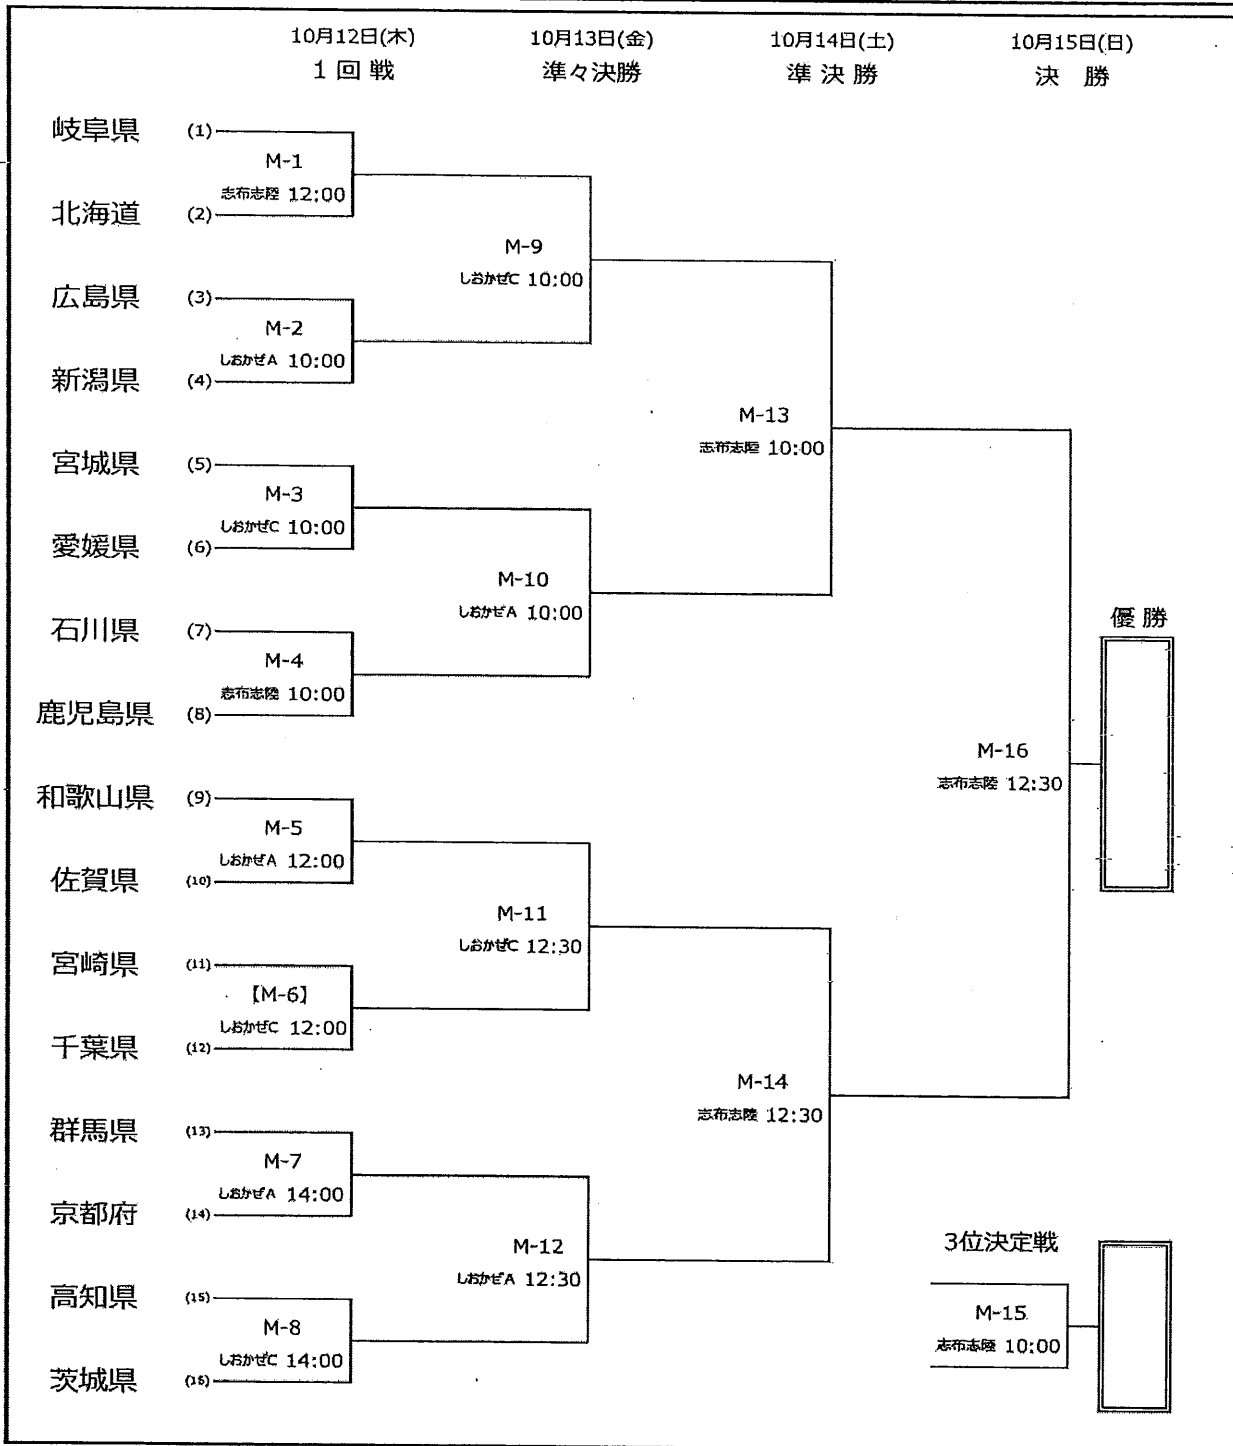 10月12日(木) 10月13日(金) 10月14日(土) 10月15日(日)
1回戦 準々決勝 準決勝 決 勝
岐阜県 (1)
M-1
志布志陸 12:00
北海道 (2)
M-9
しおかぜC 10:00
広島県 (3)
M-2
しおかぜA 10:00
新潟県 (4)
M-13
志布志陸 10:00
宮城県 (5)
M-3
しおかぜC 10:00
愛媛県 (6)
M-10
しおかぜA 10:00
石川県 (7)
M-4
志布志陸 10:00
鹿児島県 (8)
優勝
M-16
志布志陸 12:30
和歌山県 (9)
M-5
しおかぜA 12:00
佐賀県 (10)
M-11
しおかぜC 12:30
宮崎県 (11)
【M-6】
しおかぜC 12:00
千葉県 (12)
M-14
志布志陸 12:30
群馬県 (13)
M-7
しおかぜA 14:00
京都府 (14)
M-12
しおかぜA 12:30
3位決定戦
高知県 (15)
M-8
しおかぜC 14:00
茨城県 (16)
M-15
志布志陸 10:00